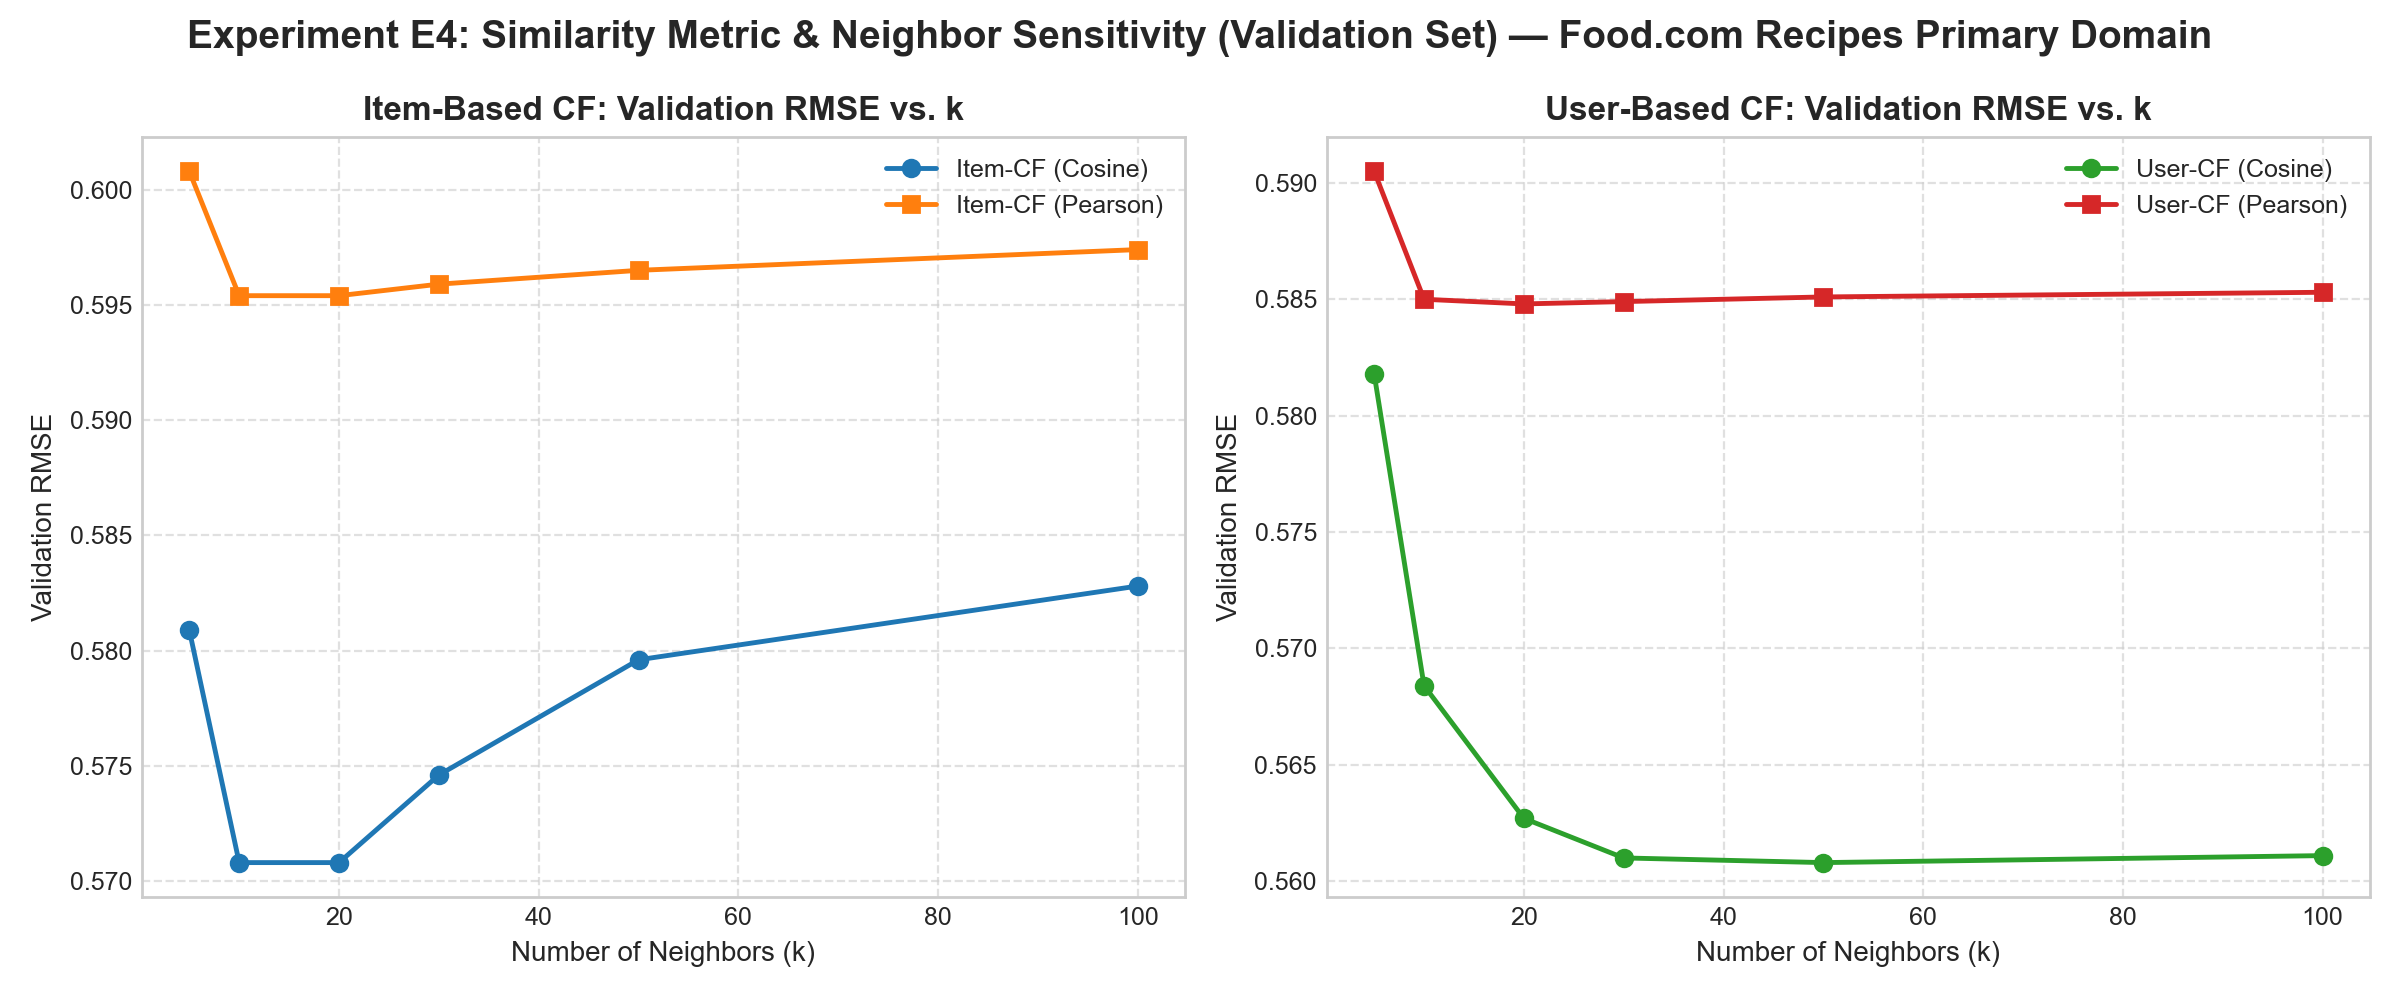 Experiment E4: Similarity Metric & Neighbor Sensitivity (Validation Set) — Food.com Recipes Primary Domain
Item-Based CF: Validation RMSE vs. k
Item-CF (Cosine)
Item-CF (Pearson)
Validation RMSE
0.600
0.595
0.590
0.585
0.580
0.575
0.570
20
40
60
80
100
Number of Neighbors (k)
User-Based CF: Validation RMSE vs. k
User-CF (Cosine)
User-CF (Pearson)
Validation RMSE
0.590
0.585
0.580
0.575
0.570
0.565
0.560
20
40
60
80
100
Number of Neighbors (k)